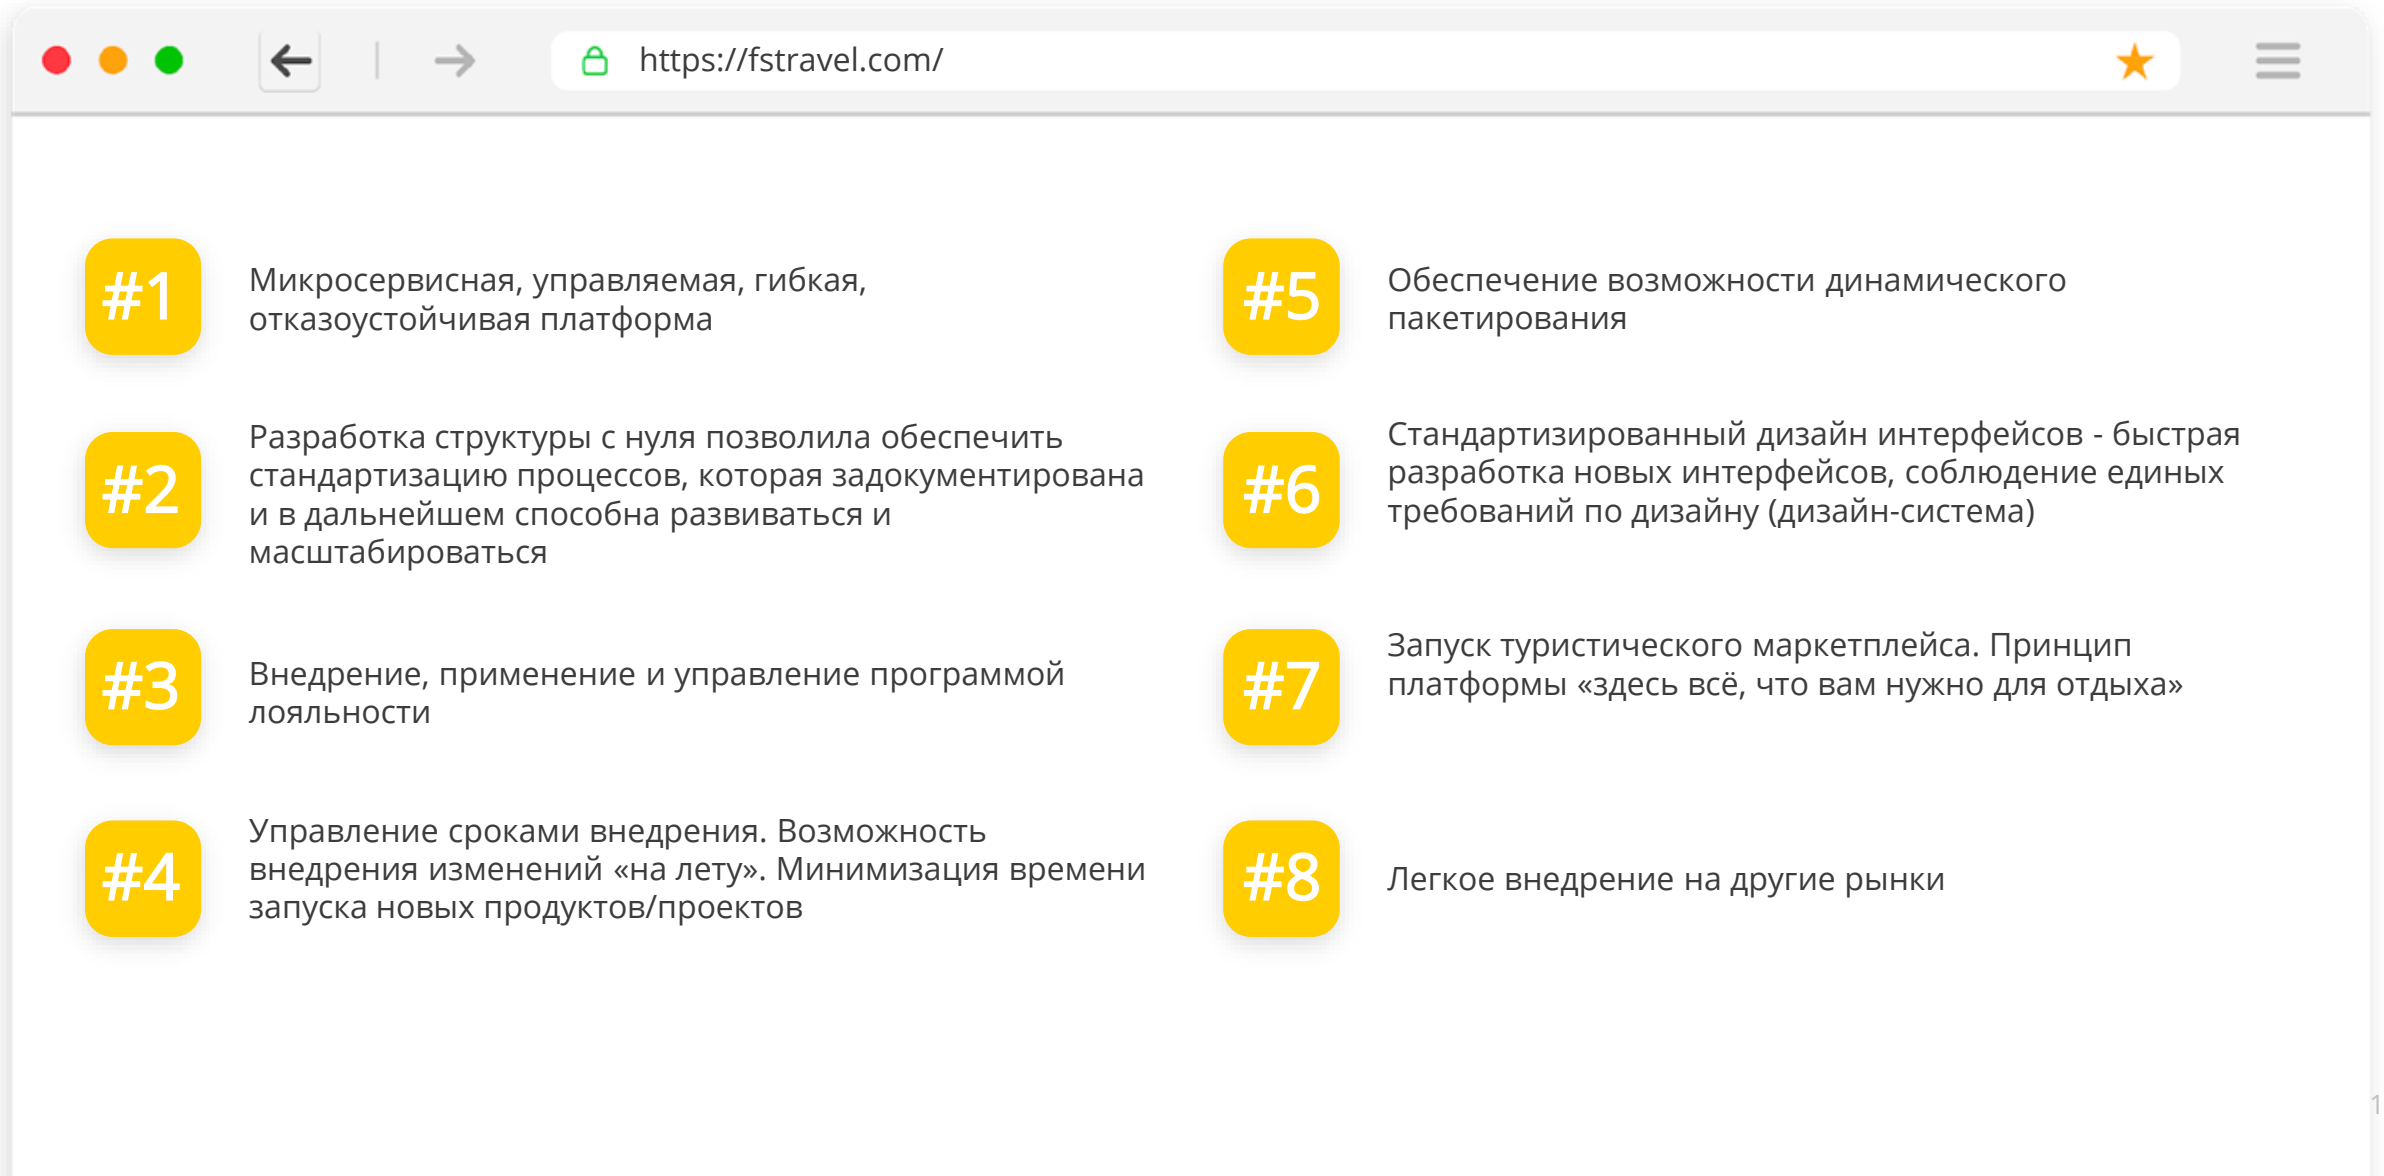 https://fstravel.com/
#1
Микросервисная, управляемая, гибкая,
отказоустойчивая платформа
#2
Разработка структуры с нуля позволила обеспечить
стандартизацию процессов, которая задокументирована
и в дальнейшем способна развиваться и
масштабироваться
#3
Внедрение, применение и управление программой
лояльности
#4
Управление сроками внедрения. Возможность
внедрения изменений «на лету». Минимизация времени
запуска новых продуктов/проектов
#5
Обеспечение возможности динамического
пакетирования
#6
Стандартизированный дизайн интерфейсов - быстрая
разработка новых интерфейсов, соблюдение единых
требований по дизайну (дизайн-система)
#7
Запуск туристического маркетплейса. Принцип
платформы «здесь всё, что вам нужно для отдыха»
#8
Легкое внедрение на другие рынки
1